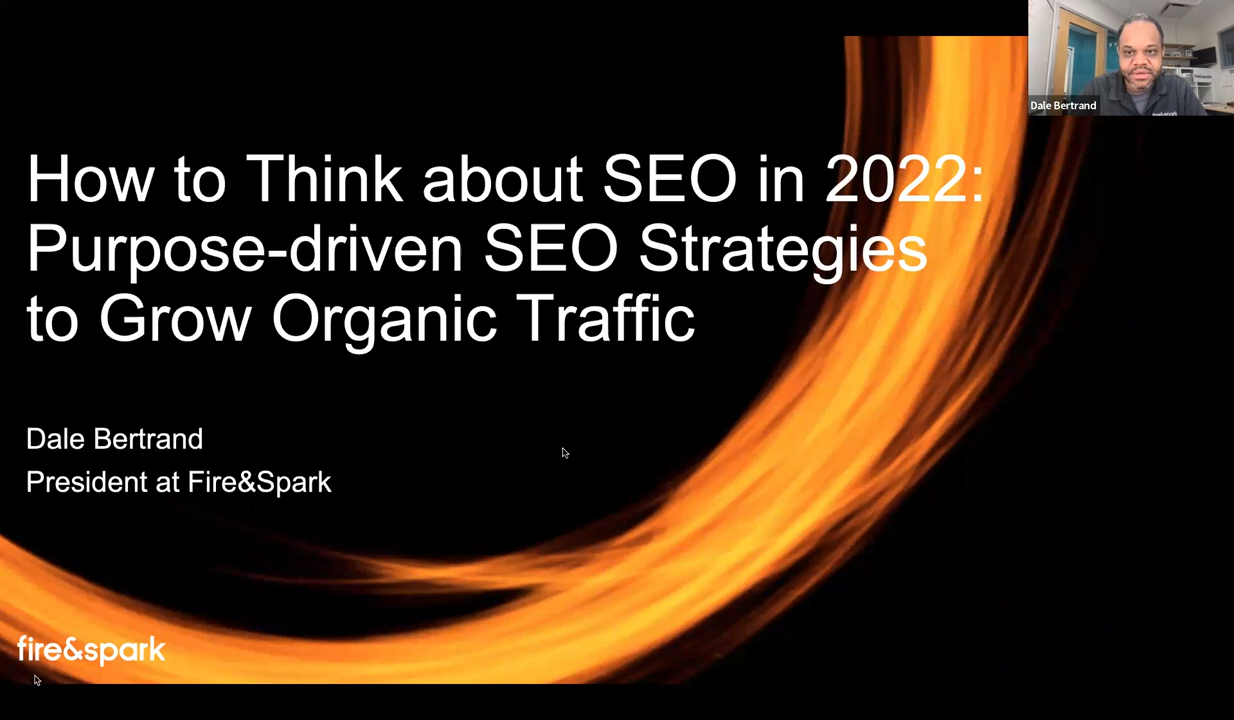 Dale Bertrand
How to Think about SEO in 2022:
Purpose-driven SEO Strategies
to Grow Organic Traffic
Dale Bertrand
President at Fire&Spark
fire&spark